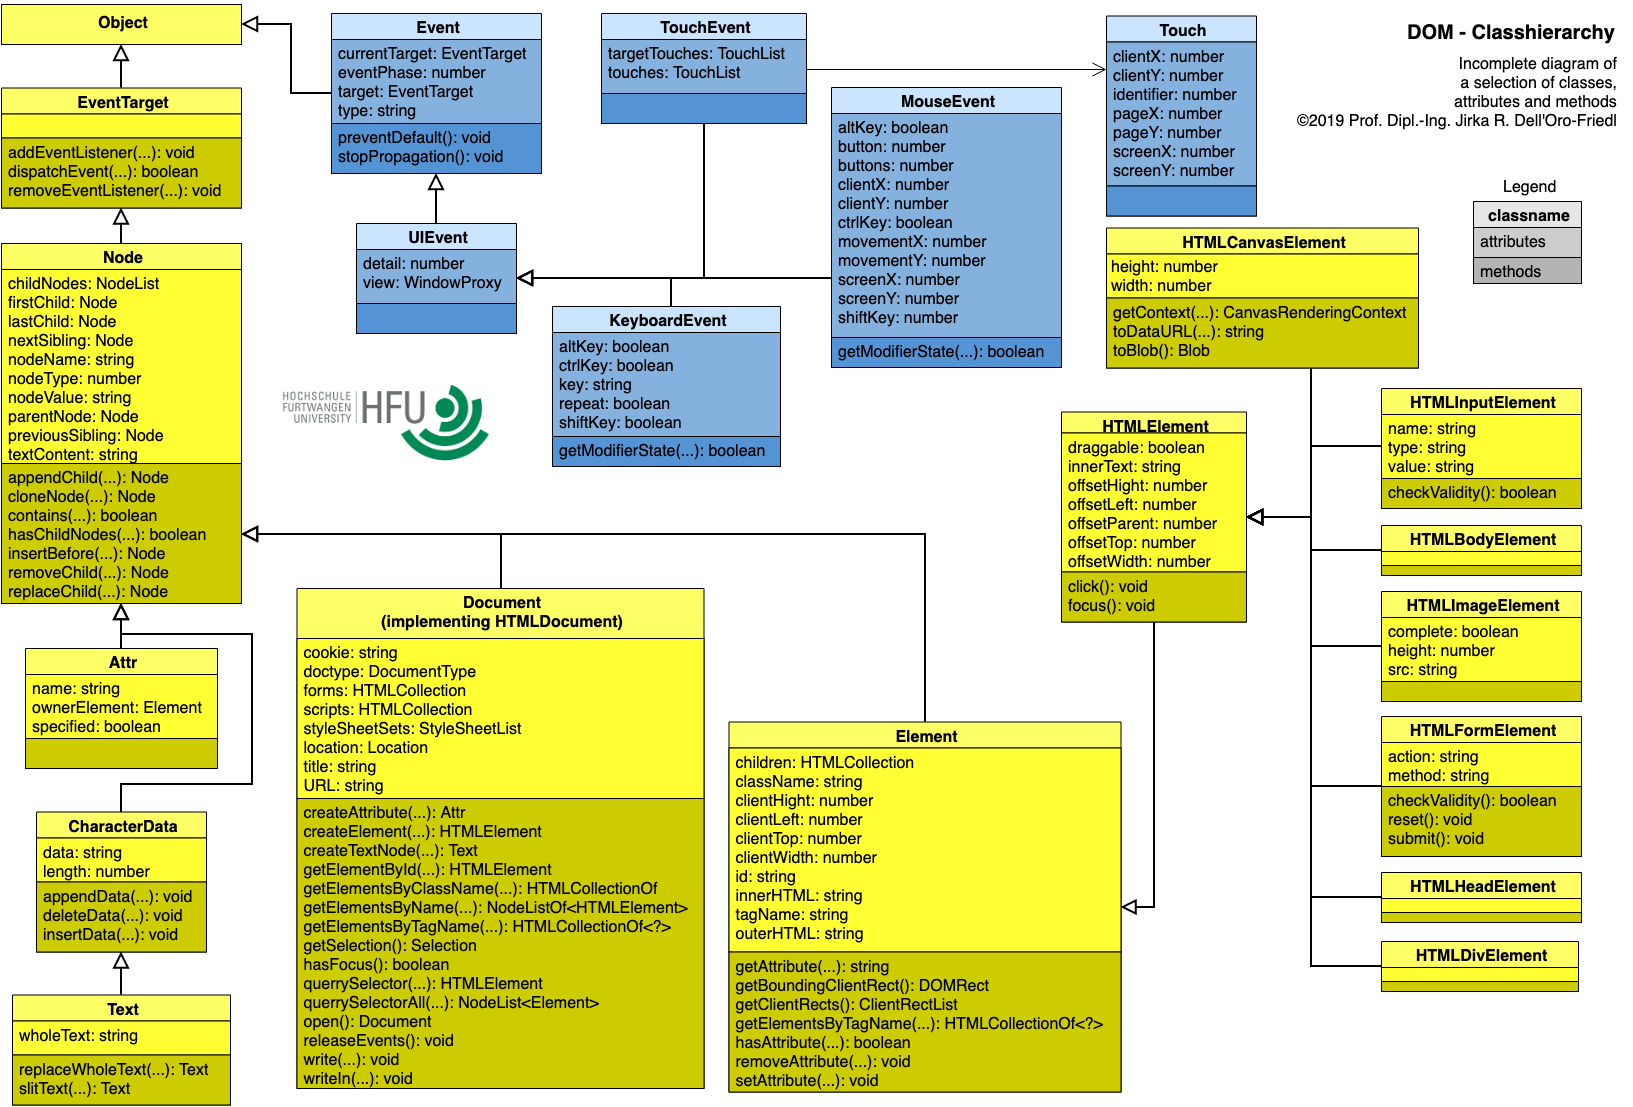 Object
EventTarget
addEventListener(...): void
dispatchEvent(...): boolean
removeEventListener(...): void
Node
childNodes: NodeList
firstChild: Node
lastChild: Node
nextSibling: Node
nodeName: string
nodeType: number
nodeValue: string
parentNode: Node
previousSibling: Node
textContent: string
appendChild(...): Node
cloneNode(...): Node
contains(...): boolean
hasChildNodes(...): boolean
insertBefore(...): Node
removeChild(...): Node
replaceChild(...): Node
Attr
name: string
ownerElement: Element
specified: boolean
CharacterData
data: string
length: number
appendData(...): void
deleteData(...): void
insertData(...): void
Text
wholeText: string
replaceWholeText(...): Text
slitText(...): Text
Event
currentTarget: EventTarget
eventPhase: number
target: EventTarget
type: string
preventDefault(): void
stopPropagation(): void
UIEvent
detail: number
view: WindowProxy
HOCHSCHULE
FURTWANGEN
UNIVERSITY
HFU
TouchEvent
targetTouches: TouchList
touches: TouchList
KeyboardEvent
altKey: boolean
ctrlKey: boolean
key: string
repeat: boolean
shiftKey: boolean
getModifierState(...): boolean
MouseEvent
altKey: boolean
button: number
buttons: number
clientX: number
clientY: number
ctrlKey: boolean
movementX: number
movementY: number
screenX: number
screenY: number
shiftKey: number
getModifierState(...): boolean
Touch
clientX: number
clientY: number
identifier: number
pageX: number
pageY: number
screenX: number
screenY: number
DOM - Classhierarchy
Incomplete diagram of
a selection of classes,
attributes and methods
©2019 Prof. Dipl.-Ing. Jirka R. Dell'Oro-Friedl
Legend
classname
attributes
methods
Document
(implementing HTMLDocument)
cookie: string
doctype: DocumentType
forms: HTMLCollection
scripts: HTMLCollection
styleSheetSets: StyleSheetList
location: Location
title: string
URL: string
createAttribute(...): Attr
createElement(...): HTMLElement
createTextNode(...): Text
getElementById(...): HTMLElement
getElementsByClassName(...): HTMLCollectionOf
getElementsByName(...): NodeListOf<HTMLElement>
getElementsByTagName(...): HTMLCollectionOf<?>
getSelection(): Selection
hasFocus(): boolean
querrySelector(...): HTMLElement
querrySelectorAll(...): NodeList<Element>
open(): Document
releaseEvents(): void
write(...): void
writeln(...): void
Element
children: HTMLCollection
className: string
clientHight: number
clientLeft: number
clientTop: number
clientWidth: number
id: string
innerHTML: string
tagName: string
outerHTML: string
getAttribute(...): string
getBoundingClientRect(): DOMRect
getClientRects(): ClientRectList
getElementsByTagName(...): HTMLCollectionOf<?>
hasAttribute(...): boolean
removeAttribute(...): void
setAttribute(...): void
HTMLElement
draggable: boolean
innerText: string
offsetHight: number
offsetLeft: number
offsetParent: number
offsetTop: number
offsetWidth: number
click(): void
focus(): void
HTMLCanvasElement
height: number
width: number
getContext(...): CanvasRenderingContext
toDataURL(...): string
toBlob(): Blob
HTMLInputElement
name: string
type: string
value: string
checkValidity(): boolean
HTMLBodyElement
HTMLImageElement
complete: boolean
height: number
src: string
HTMLFormElement
action: string
method: string
checkValidity(): boolean
reset(): void
submit(): void
HTMLHeadElement
HTMLDivElement